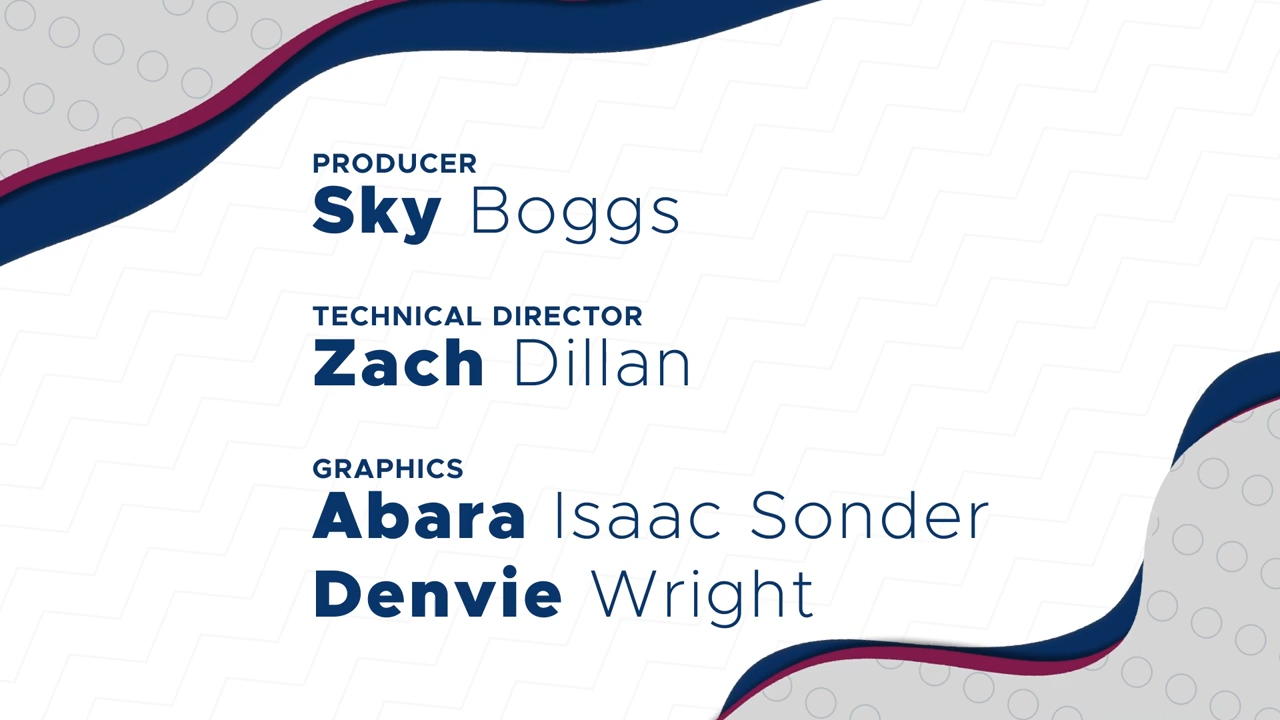 PRODUCER
Sky Boggs
TECHNICAL DIRECTOR
Zach Dillan
GRAPHICS
Abara Isaac Sonder
Denvie Wright